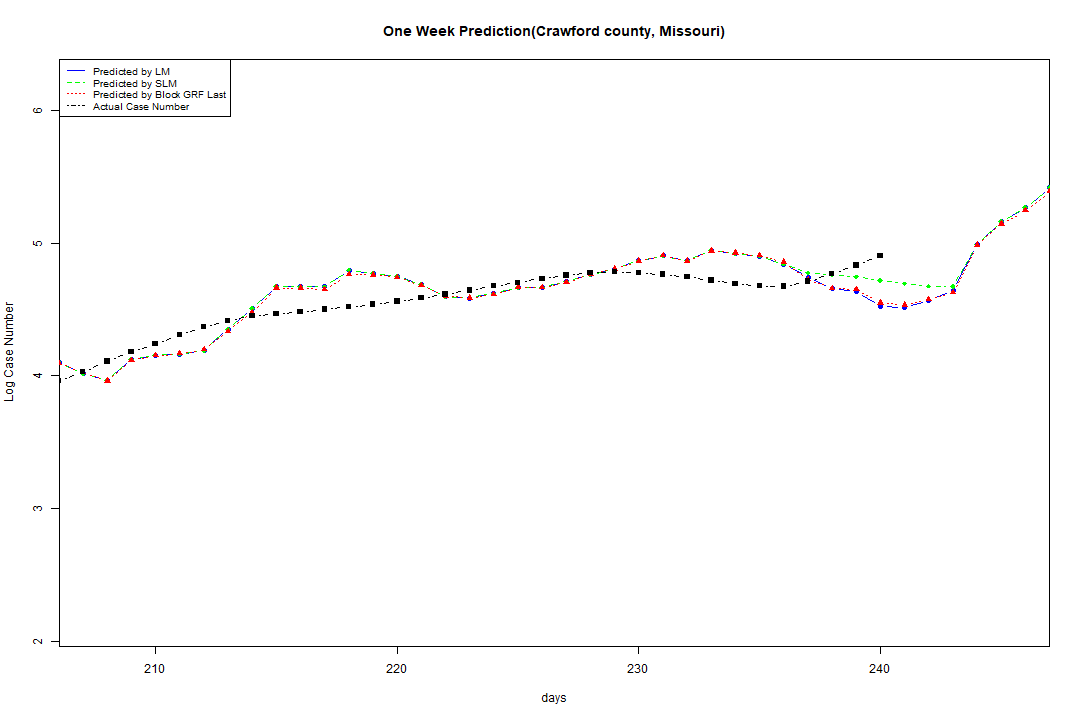 One Week Prediction(Crawford county, Missouri)
Predicted by LM
Predicted by SLM
Predicted by Block GRF Last
Actual Case Number
6
5
4
3
2
Log Case Number
210 220 230 240
days